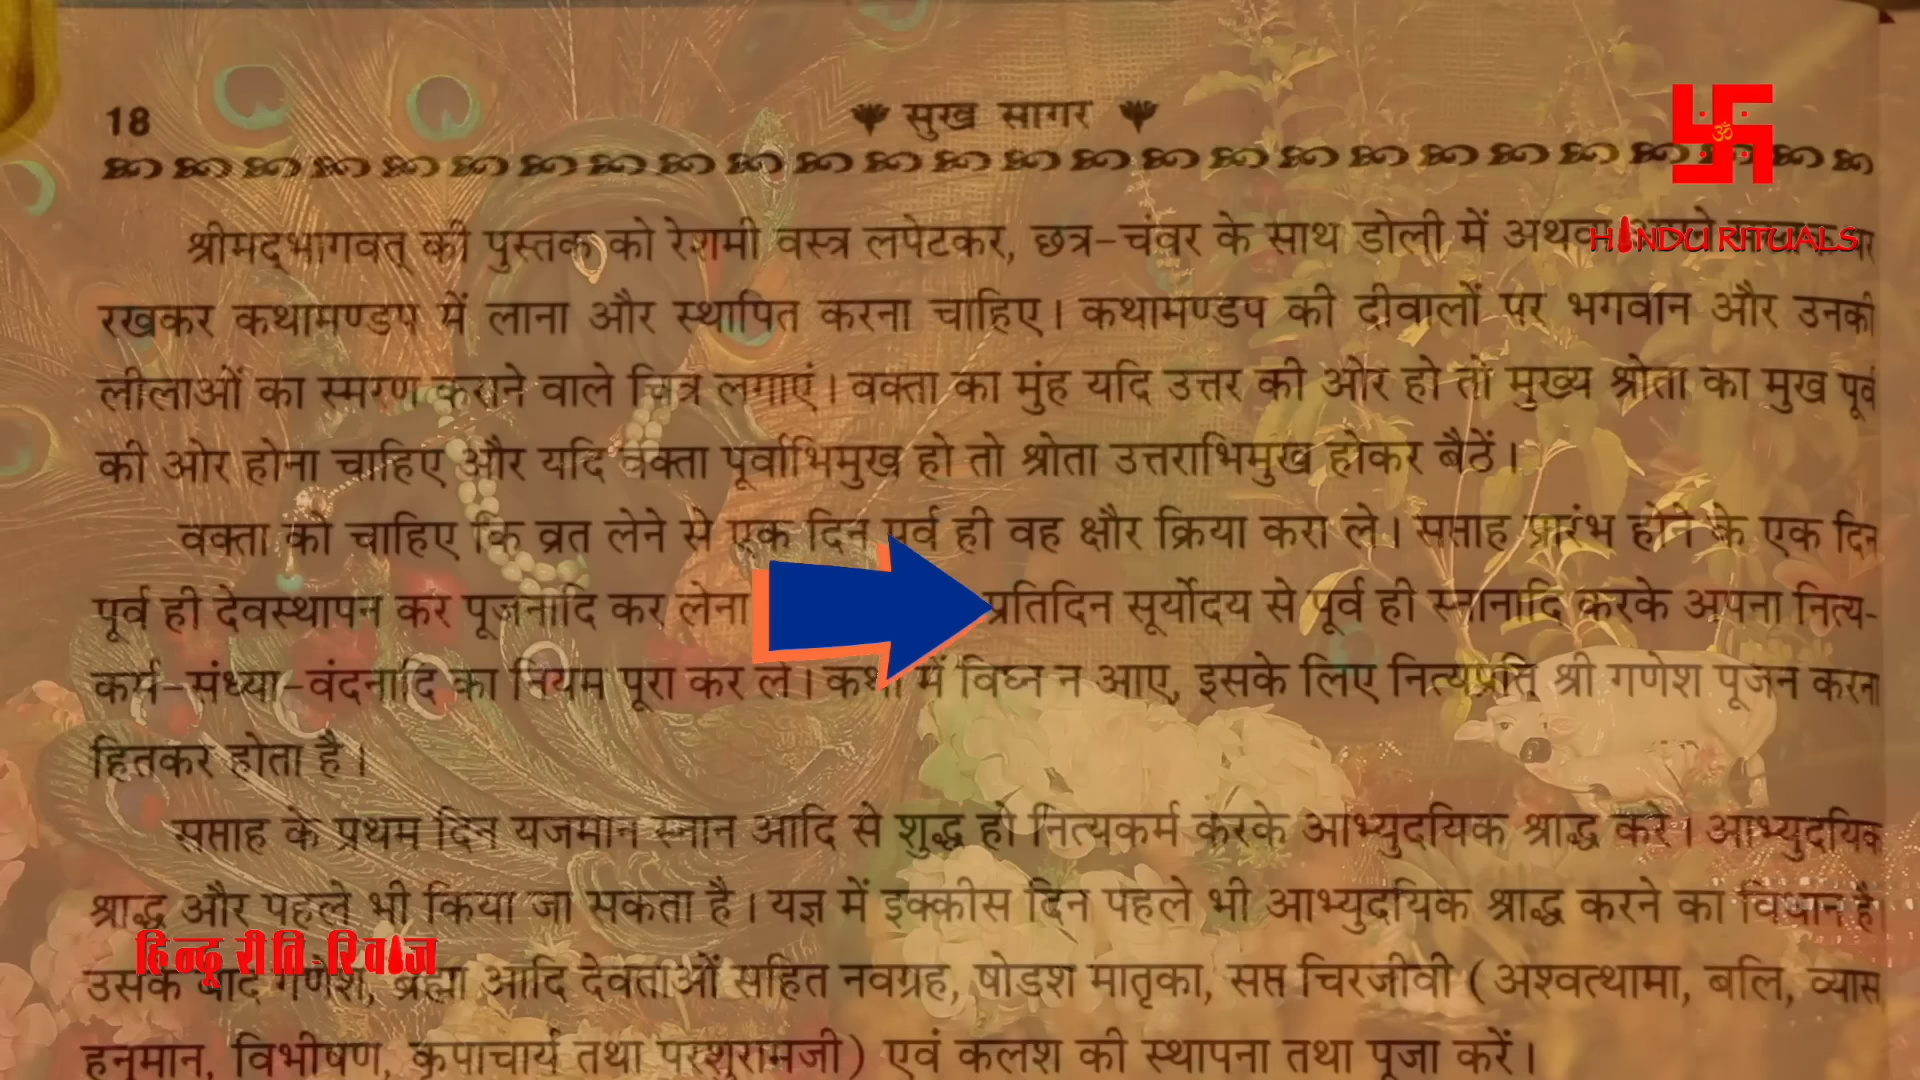 18 सुख सागर
श्रीमद्भागवत् की पुस्तक को रेशमी वस्त्र लपेटकर, छत्र-चंवर के साथ डोली में
HINDU RITUALS
रखकर कथामण्डप में लाना और स्थापित करना चाहिए। कथामण्डप की दीवालों पर भगवान और उनकी
लीलाओं का स्मरण कराने वाले चित्र लगाएं। वक्ता का मुंह यदि उत्तर की ओर हो तो मुख्य श्रोता का मुख पूर्व
की ओर होना चाहिए और यदि वक्ता पूर्वाभिमुख हो तो श्रोता उत्तराभिमुख होकर बैठें।
वक्ता को चाहिए कि व्रत लेने से एक दिन पूर्व ही वह क्षौर क्रिया करा ले। सप्ताह प्रारंभ होने के एक दिन
पूर्व ही देवस्थापन कर पूजनादि कर लेना प्रतिदिन सूर्योदय से पूर्व ही स्नानादि करके अपना नित्य-
कर्म-संध्या-वंदनादि का नियम पूरा कर ले। कथा में विघ्न न आए, इसके लिए नित्यप्रति श्री गणेश पूजन करना
हितकर होता है।
सप्ताह के प्रथम दिन यजमान स्नान आदि से शुद्ध हो नित्यकर्म करके आभ्युदयिक श्राद्ध करे। आभ्युदयिक
श्राद्ध और पहले भी किया जा सकता है। यज्ञ में इक्कीस दिन पहले भी आभ्युदयिक श्राद्ध करने का विधान है।
हिन्दू रीति-रिवाज
उसके बाद गणेश, ब्रह्मा आदि देवताओं सहित नवग्रह, षोडश मातृका, सप्त चिरजीवी (अश्वत्थामा, बलि, व्यास
हनुमान, विभीषण, कृपाचार्य तथा परशुरामजी) एवं कलश की स्थापना तथा पूजा करें।